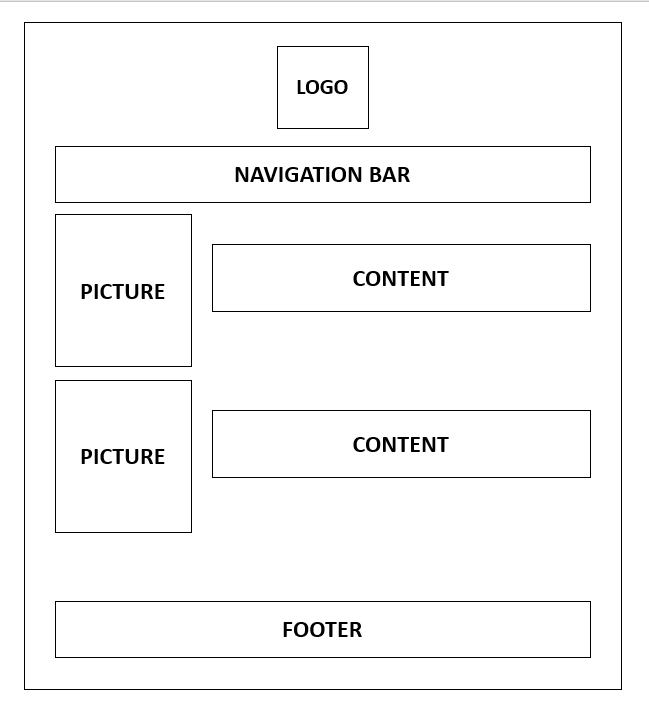 LOGO
NAVIGATION BAR
PICTURE
CONTENT
PICTURE
CONTENT
FOOTER